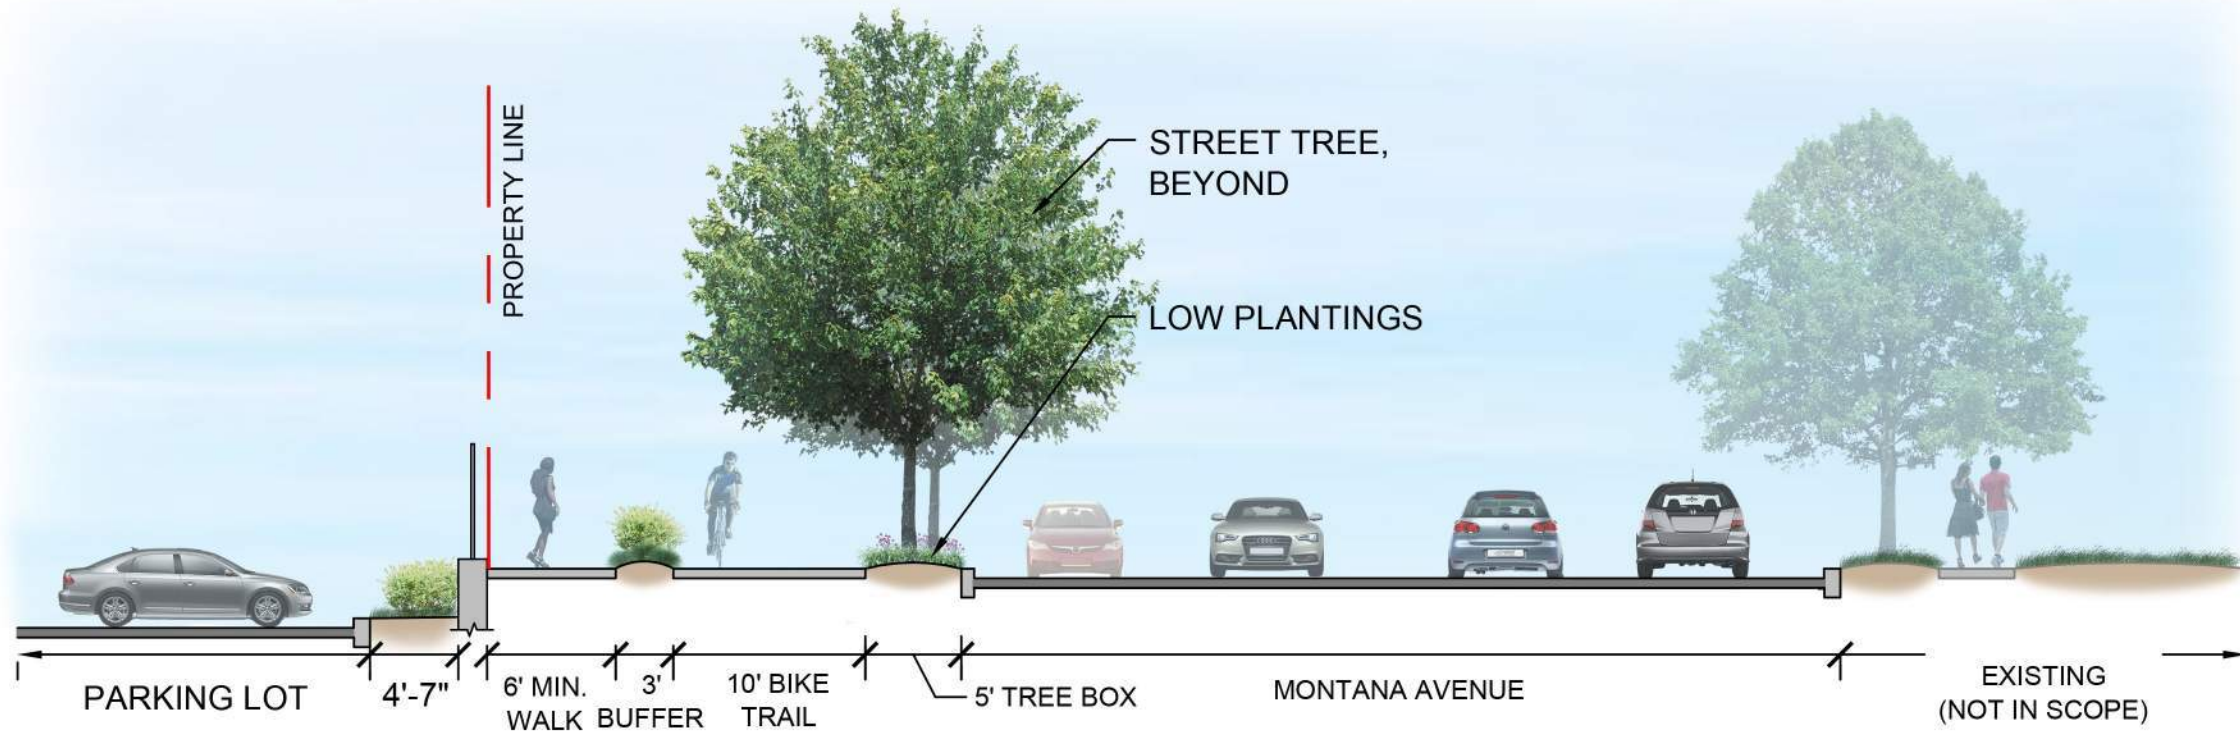 PROPERTY LINE
STREET TREE,
BEYOND
LOW PLANTINGS
PARKING LOT
4'-7"
6' MIN.
WALK
3'
BUFFER
10' BIKE
TRAIL
5' TREE BOX
MONTANA AVENUE
EXISTING
(NOT IN SCOPE)